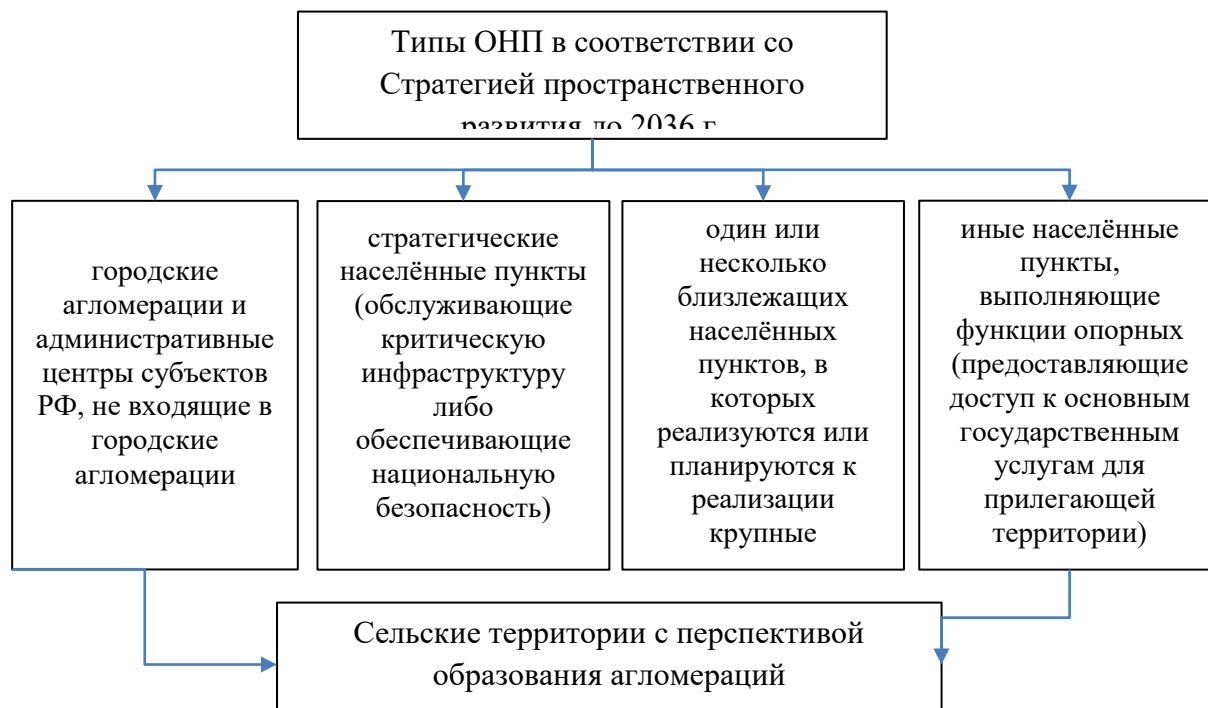 Типы ОНП в соответствии со
Стратегией пространственного
развития до 2036 г
городские
агломерации и
административные
центры субъектов
РФ, не входящие в
городские
агломерации
стратегические
населённые пункты
(обслуживающие
критическую
инфраструктуру
либо
обеспечивающие
национальную
безопасность)
один или
несколько
близлежащих
населённых
пунктов, в
которых
реализуются или
планируются к
реализации
крупные
иные населённые
пункты,
выполняющие
функции опорных
(предоставляющие
доступ к основным
государственным
услугам для
прилегающей
территории)
Сельские территории с перспективой
образования агломераций